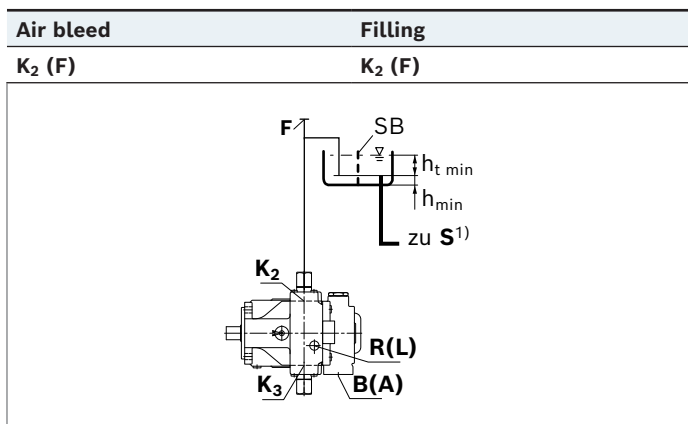 Air bleed Filling
K₂ (F) K₂ (F)
F
SB
hₜ ₘᵢₙ
hₘᵢₙ
zu S¹⁾
K₂
R(L)
K₃ B(A)